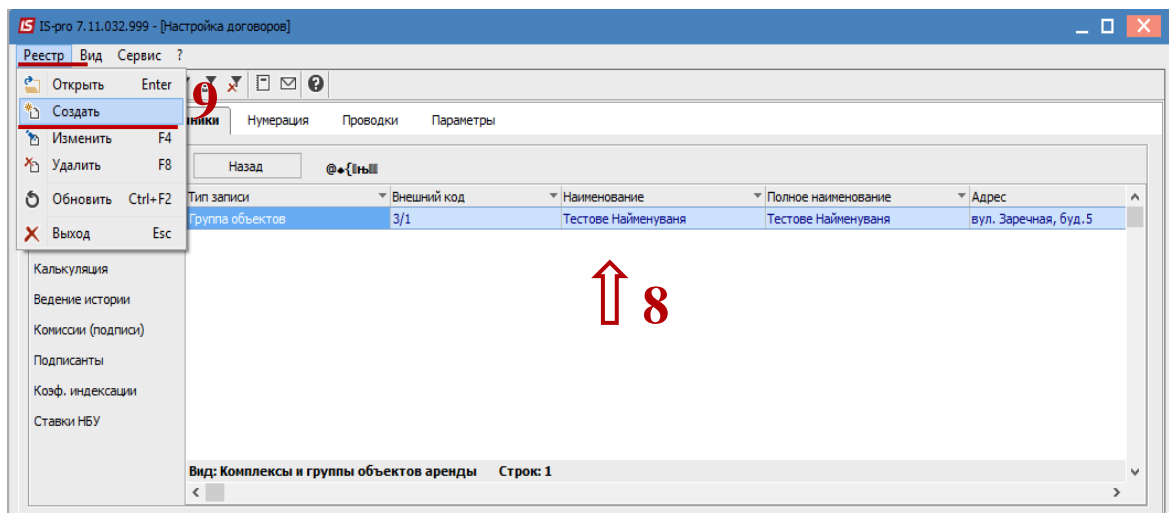 IS-pro 7.11.032.999 - [Настройка договоров]
Реестр Вид Сервис ?
Открыть Enter
Создать
9
Изменить F4
Удалить F8
Обновить Ctrl+F2
Выход Esc
Нумерация Проводки Параметры
Назад
Тип записи Внешний код Наименование Полное наименование Адрес
Группа объектов 3/1 Тестове Найменуваня Тестове Найменуваня вул. Заречная, буд.5
8
Калькуляция
Ведение истории
Комиссии (подписи)
Подписанты
Коэф. индексации
Ставки НБУ
Вид: Комплексы и группы объектов аренды Строк: 1